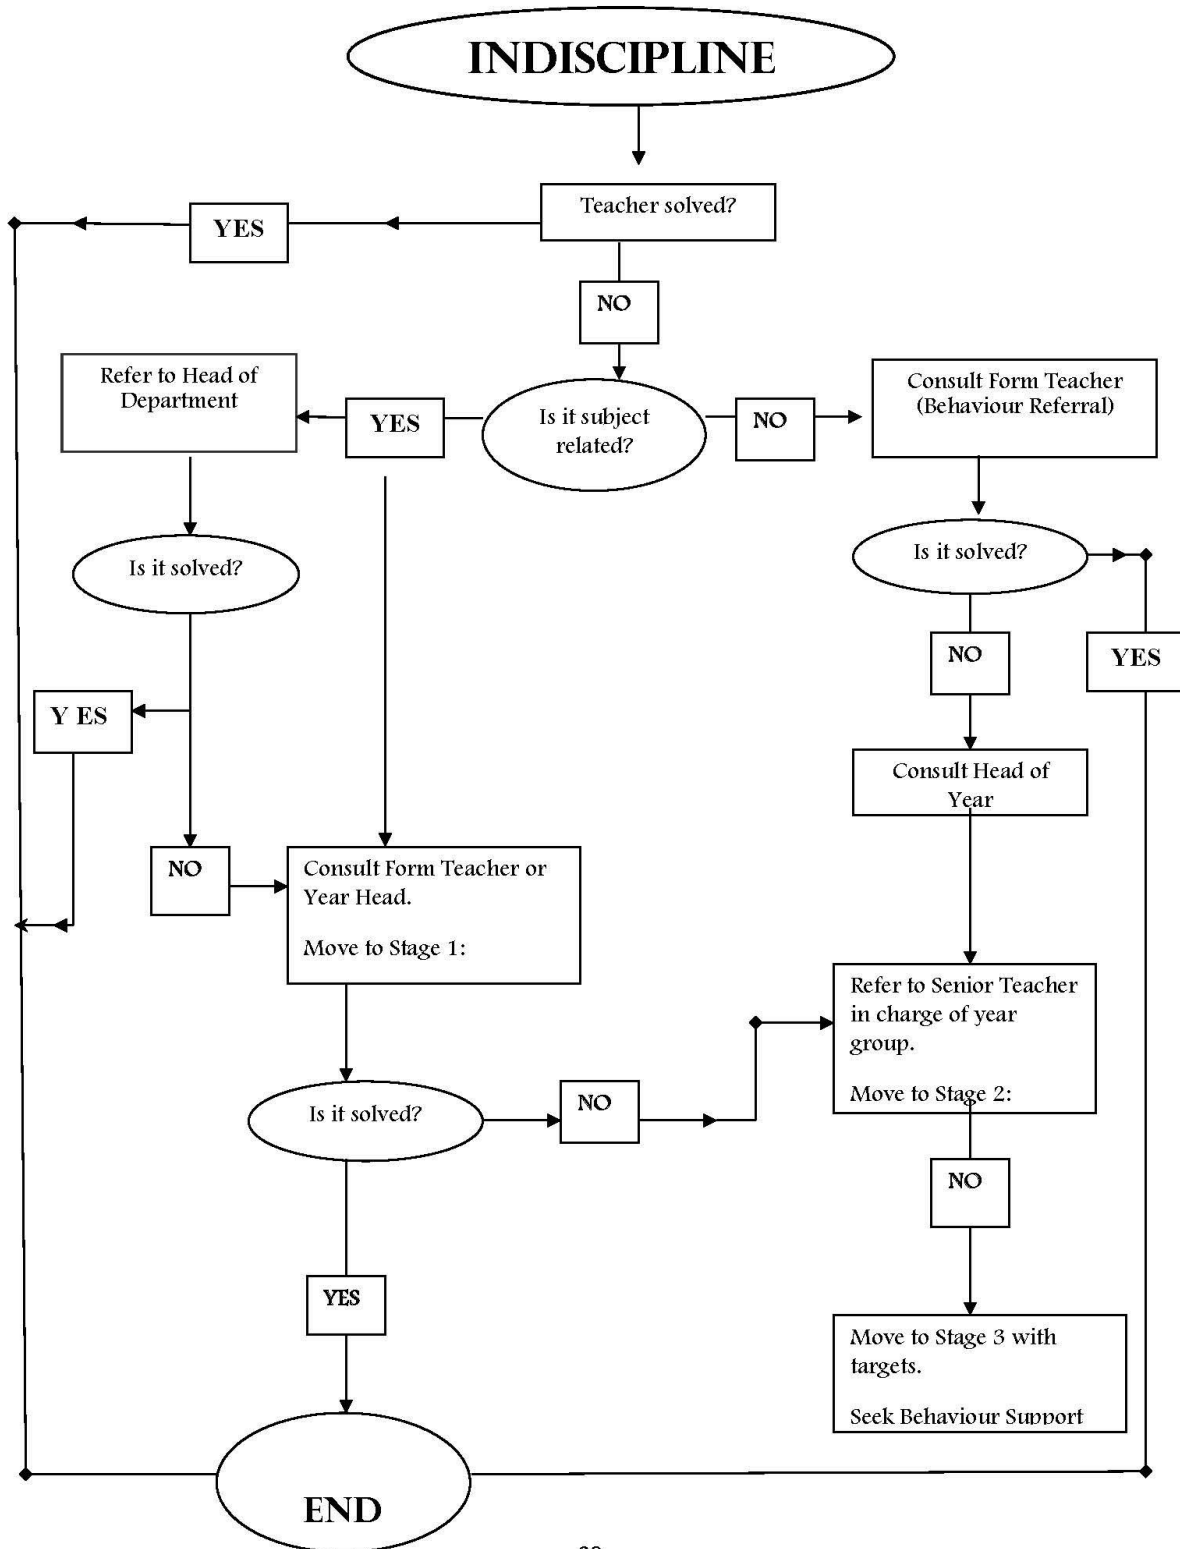 INDISCIPLINE
Teacher solved?
YES
NO
Refer to Head of
Department
YES
Is it subject
related?
NO
Consult Form Teacher
(Behaviour Referral)
Is it solved?
Is it solved?
NO
YES
Y ES
Consult Head of
Year
NO
Consult Form Teacher or
Year Head.
Move to Stage 1:
Refer to Senior Teacher
in charge of year
group.
Move to Stage 2:
Is it solved?
NO
NO
YES
Move to Stage 3 with
targets.
Seek Behaviour Support
END